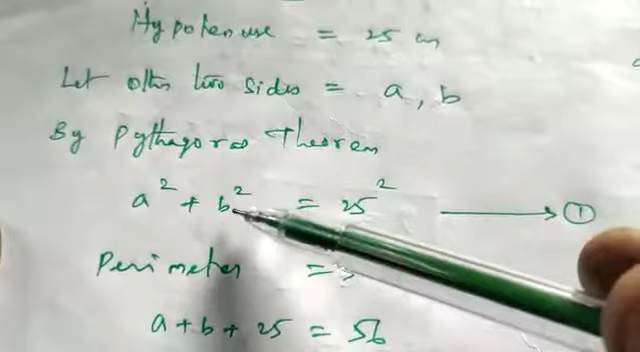 Hypotenuse = 25 cm
Let other two sides = a, b
By Pythagoras Theorem
a² + b² = 25² → ①
Perimeter =
a + b + 25 = 56